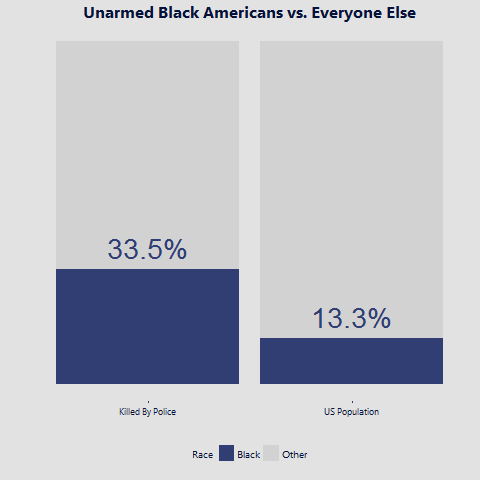 Unarmed Black Americans vs. Everyone Else
33.5%
13.3%
Killed By Police
US Population
Race Black Other